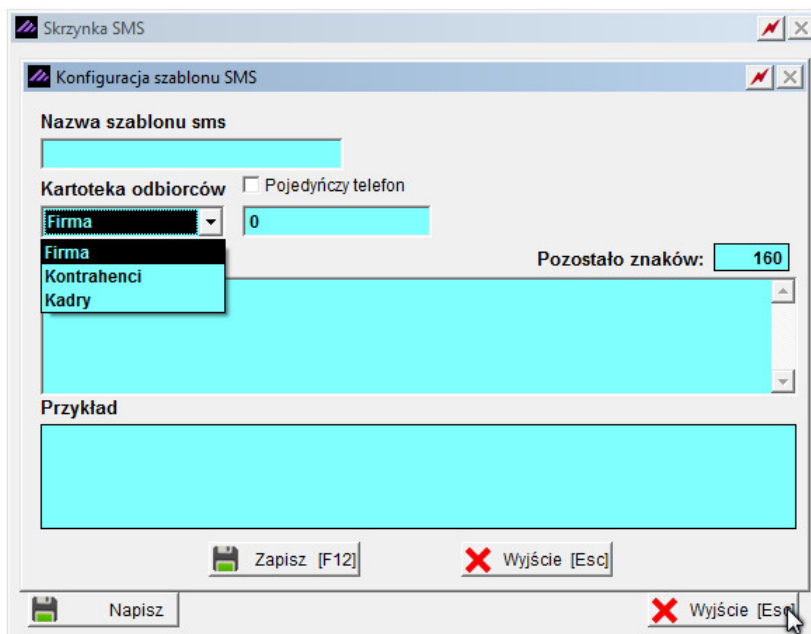 Skrzynka SMS
Konfiguracja szablonu SMS
Nazwa szablonu sms
Kartoteka odbiorców
Pojedyńczy telefon
Firma
0
Firma
Kontrahenci
Kadry
Pozostało znaków: 160
Przykład
Zapisz [F12]
Wyjście [Esc]
Napisz
Wyjście [Esc]